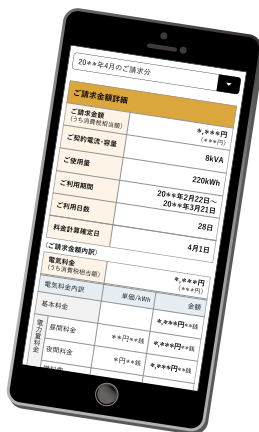 20**年4月のご請求分
ご請求金額詳細
ご請求金額
(うち消費税相当額)
*,***円
(***円)
ご契約電流・容量
8kVA
ご使用量
220kWh
ご利用期間
20**年2月22日〜
20**年3月21日
ご利用日数
28日
料金計算確定日
4月1日
(ご請求金額内訳)
電気料金
(うち消費税相当額)
*,***円
(***円)
電気料金内訳
単価/kWh
金額
基本料金
*,***円**銭
電力量料金
昼間料金
**円**銭
*,***円**銭
夜間料金
*円**銭
*,***円**銭